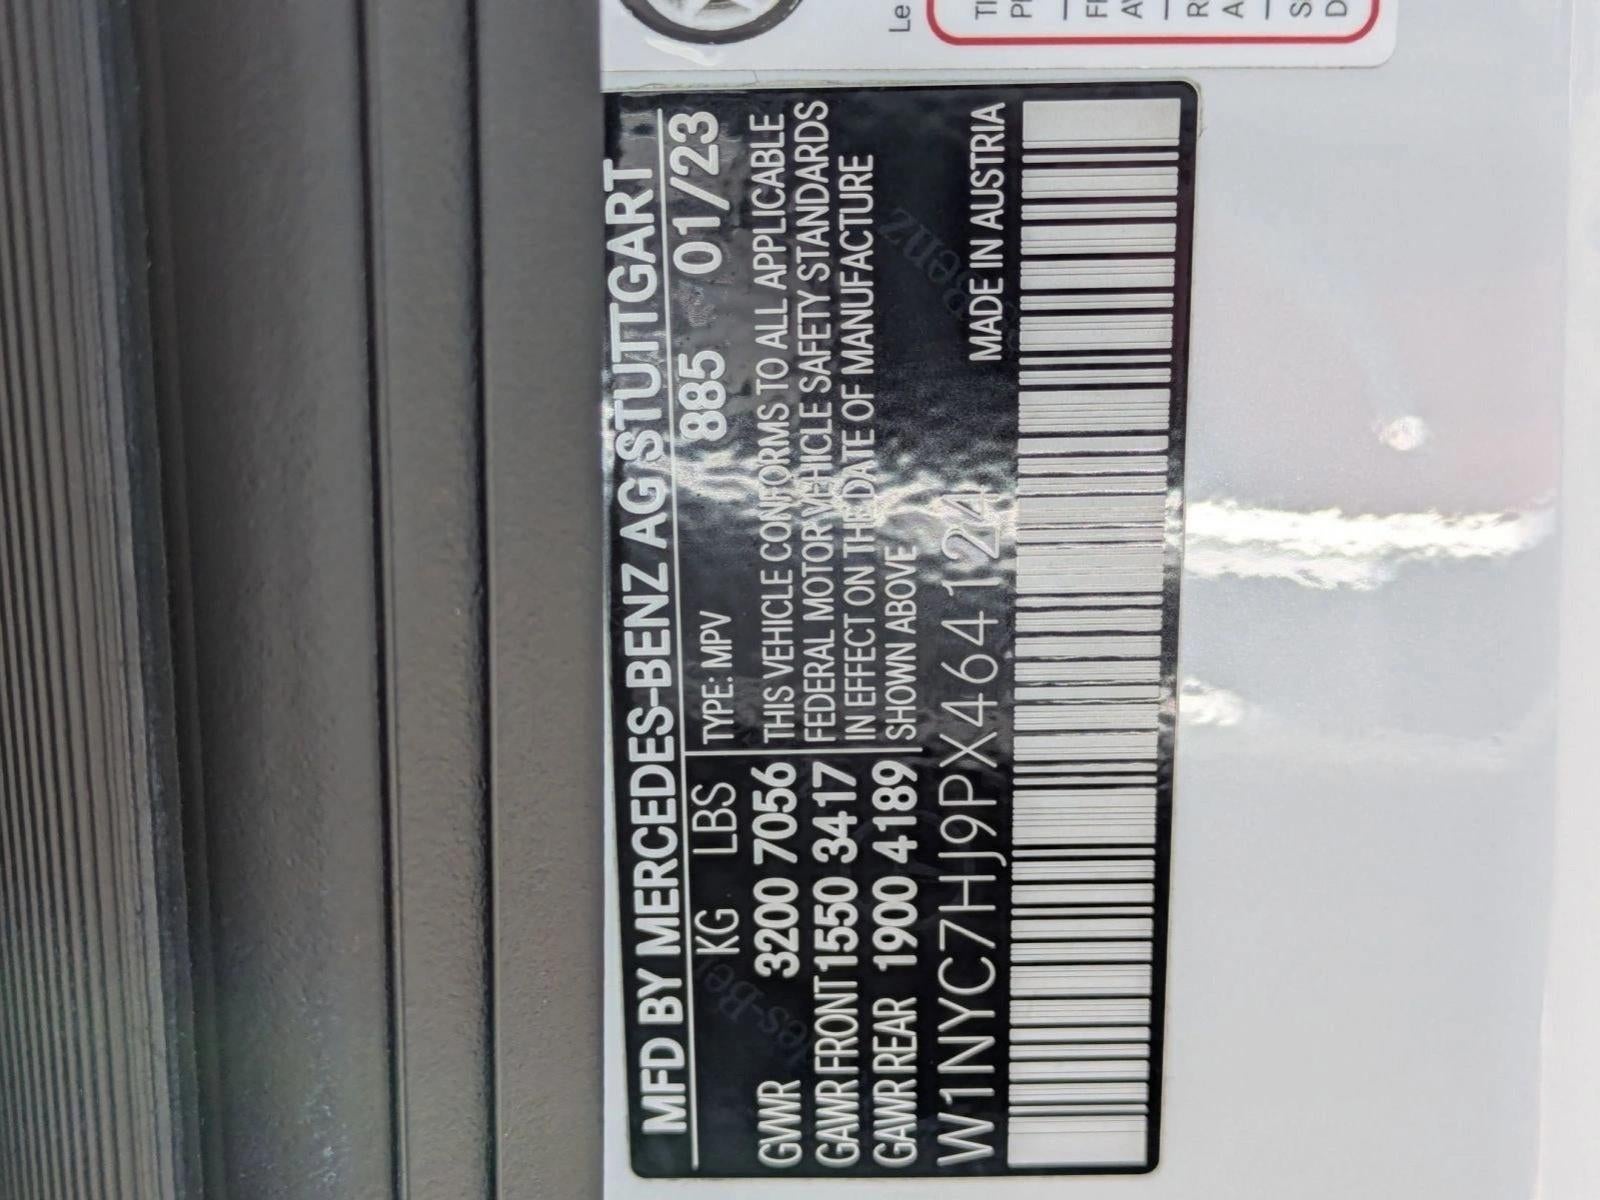 MFD BY MERCEDES-BENZ AG STUTTGART
KG LBS
TYPE: MPV 885 01/23
GVWR 3200 7056
GAWR FRONT 1550 3417
GAWR REAR 1900 4189
THIS VEHICLE CONFORMS TO ALL APPLICABLE
FEDERAL MOTOR VEHICLE SAFETY STANDARDS
IN EFFECT ON THE DATE OF MANUFACTURE
SHOWN ABOVE
W1NYC7HJ9PX464124
MADE IN AUSTRIA
Le